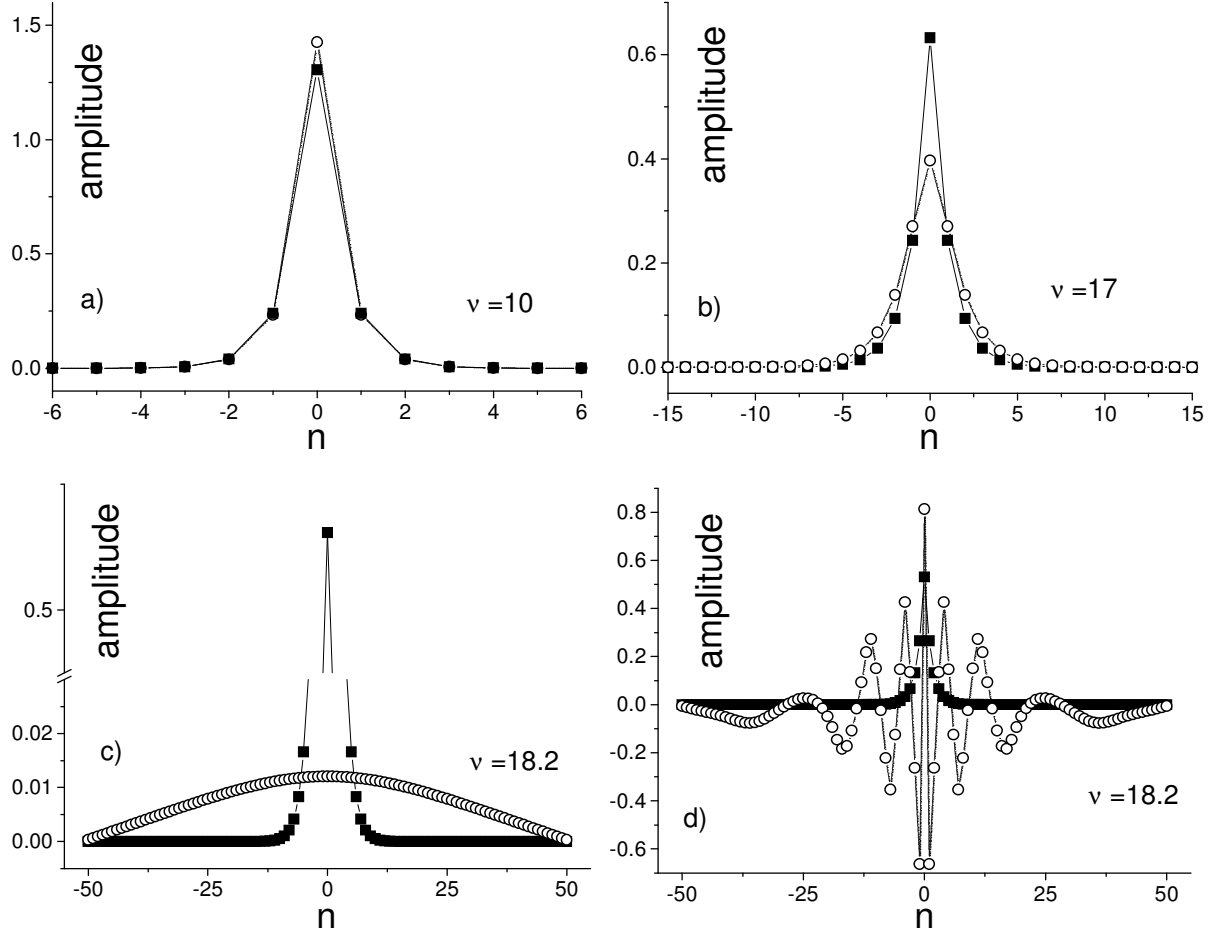 1.5
1.0
0.5
0.0
amplitude
a)
ν =10
-6 -4 -2 0 2 4 6
n
0.6
0.4
0.2
0.0
amplitude
b)
ν =17
-15 -10 -5 0 5 10 15
n
0.5
0.02
0.01
0.00
amplitude
c)
ν =18.2
-50 -25 0 25 50
n
0.8
0.6
0.4
0.2
0.0
-0.2
-0.4
-0.6
amplitude
d)
ν =18.2
-50 -25 0 25 50
n